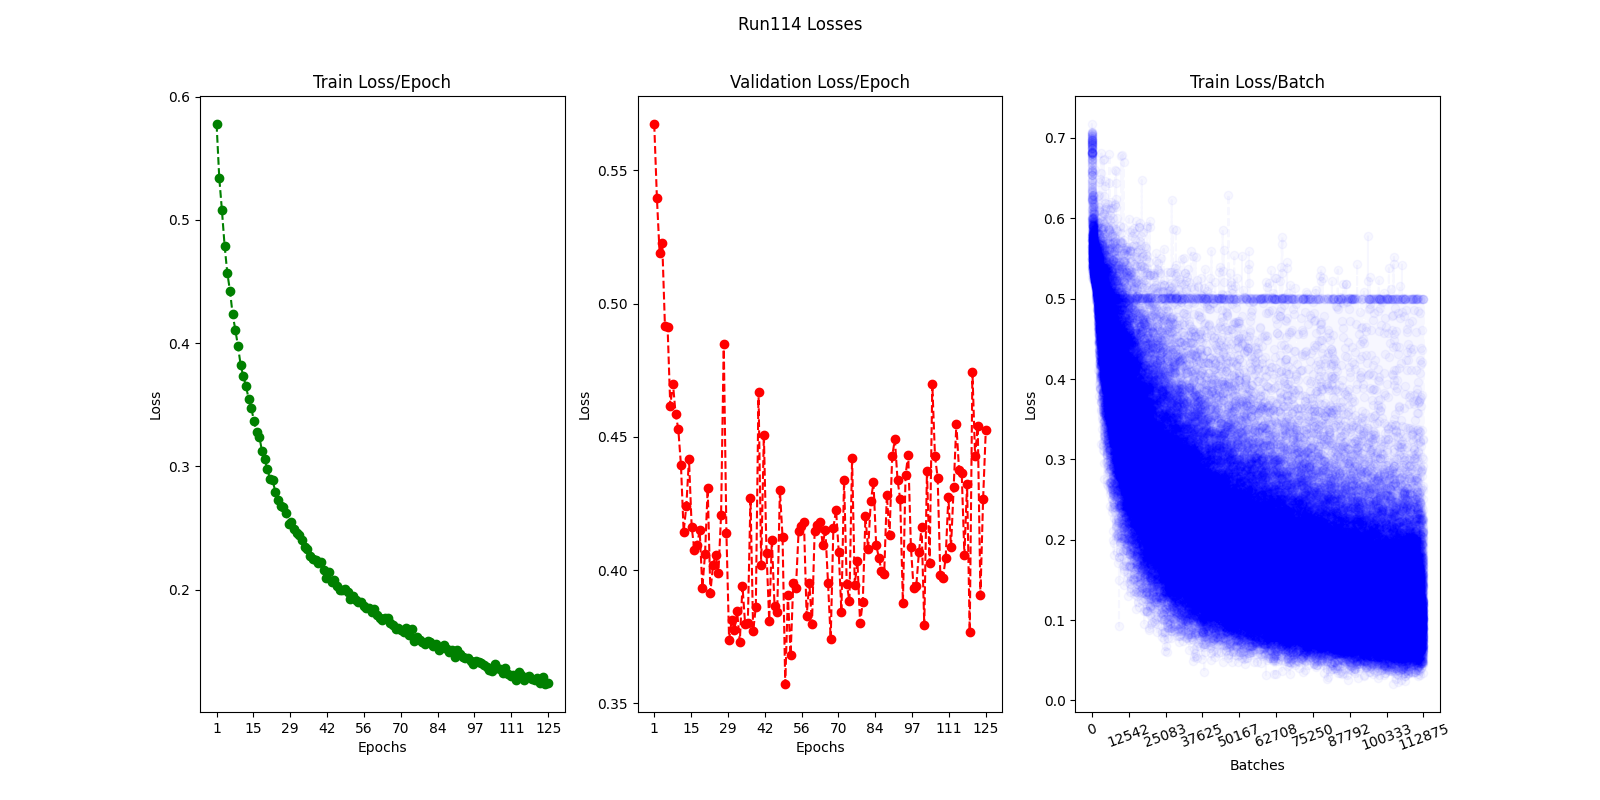 Run114 Losses
Train Loss/Epoch
Validation Loss/Epoch
Train Loss/Batch
Loss
0.6
0.5
0.4
0.3
0.2
1 15 29 42 56 70 84 97 111 125
Epochs
Loss
0.55
0.50
0.45
0.40
0.35
1 15 29 42 56 70 84 97 111 125
Epochs
Loss
0.7
0.6
0.5
0.4
0.3
0.2
0.1
0.0
0 12542 25083 37625 50167 62708 75250 87792 100333 112875
Batches